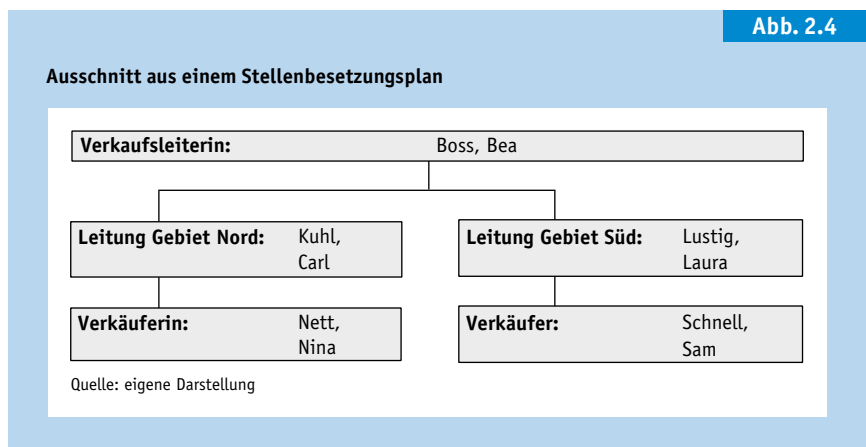 Abb. 2.4
Ausschnitt aus einem Stellenbesetzungsplan
Verkaufsleiterin: Boss, Bea
Leitung Gebiet Nord: Kuhl,
Carl
Leitung Gebiet Süd: Lustig,
Laura
Verkäuferin: Nett,
Nina
Verkäufer: Schnell,
Sam
Quelle: eigene Darstellung